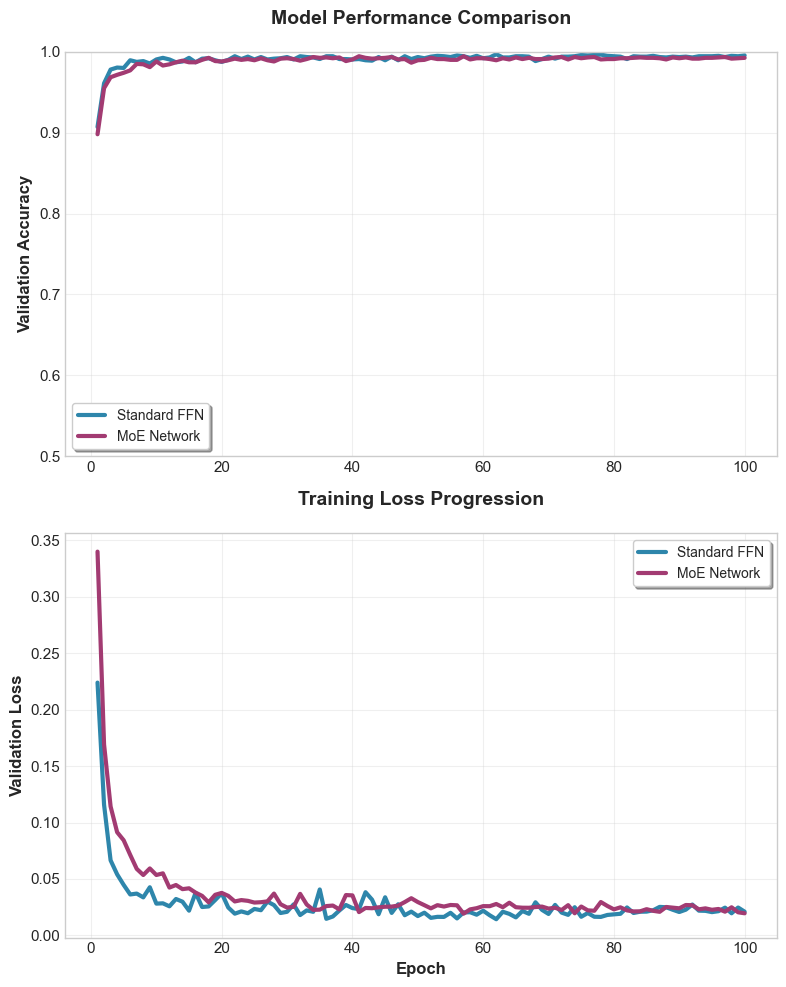 Model Performance Comparison
1.0
0.9
0.8
0.7
0.6
0.5
Validation Accuracy
Standard FFN
MoE Network
0 20 40 60 80 100
Training Loss Progression
0.35
0.30
0.25
0.20
0.15
0.10
0.05
0.00
Validation Loss
Standard FFN
MoE Network
0 20 40 60 80 100
Epoch